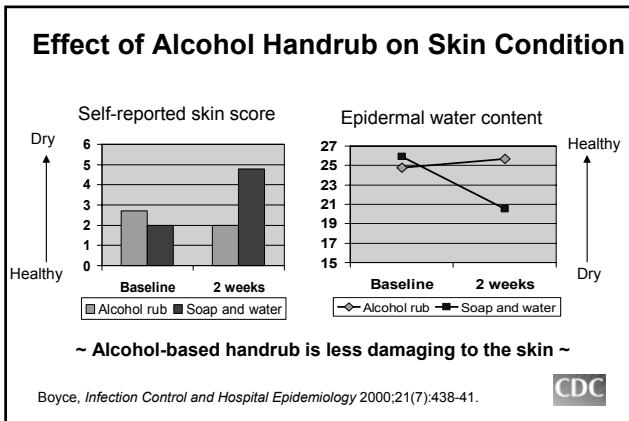 Effect of Alcohol Handrub on Skin Condition
Self-reported skin score
Dry
Healthy
6
5
4
3
2
1
0
Baseline 2 weeks
Alcohol rub Soap and water
Epidermal water content
27
25
23
21
19
17
15
Healthy
Dry
Baseline 2 weeks
Alcohol rub Soap and water
~ Alcohol-based handrub is less damaging to the skin ~
Boyce, Infection Control and Hospital Epidemiology 2000;21(7):438-41.
CDC